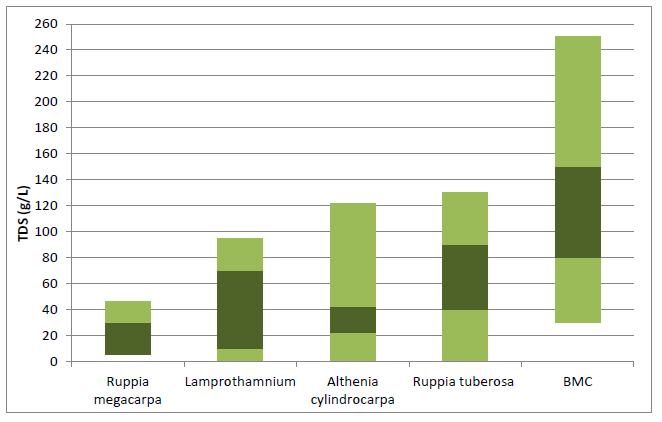 260
240
220
200
180
160
140
120
100
80
60
40
20
0
TDS (g/L)
Ruppia
megacarpa
Lamprothamnium
Althenia
cylindrocarpa
Ruppia tuberosa
BMC